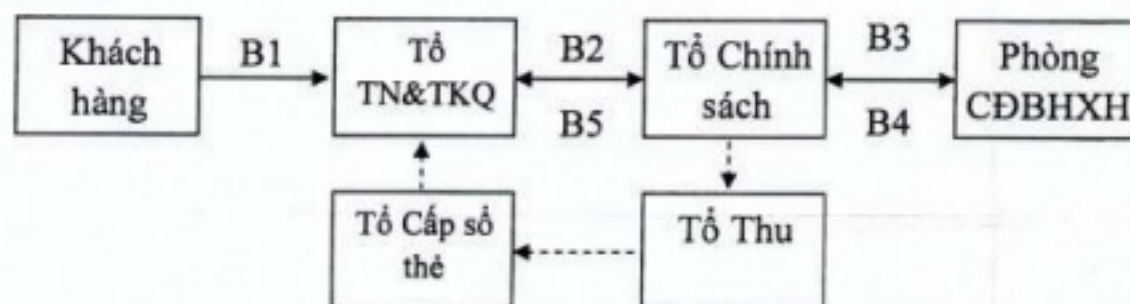 Khách
hàng
B1
Tổ
TN&TKQ
B2
B5
Tổ Chính
sách
B3
B4
Phòng
CĐBHXH
Tổ Cấp sổ
thẻ
Tổ Thu